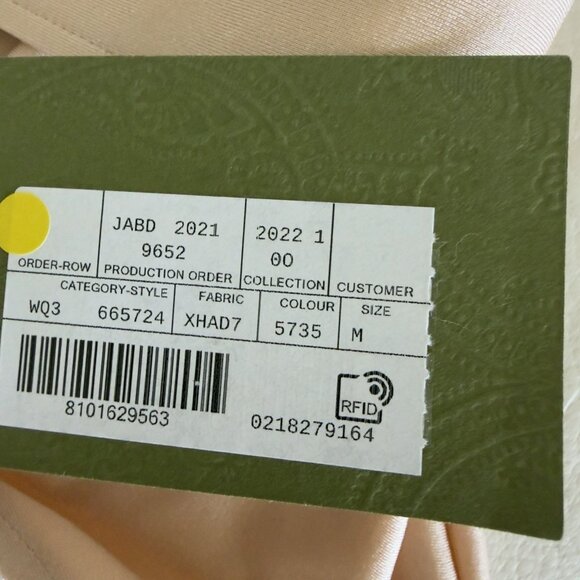 JABD 2021 2022 1
9652 00
ORDER-ROW PRODUCTION ORDER COLLECTION CUSTOMER
CATEGORY-STYLE FABRIC COLOUR SIZE
WQ3 665724 XHAD7 5735 M
RFID
8101629563 0218279164